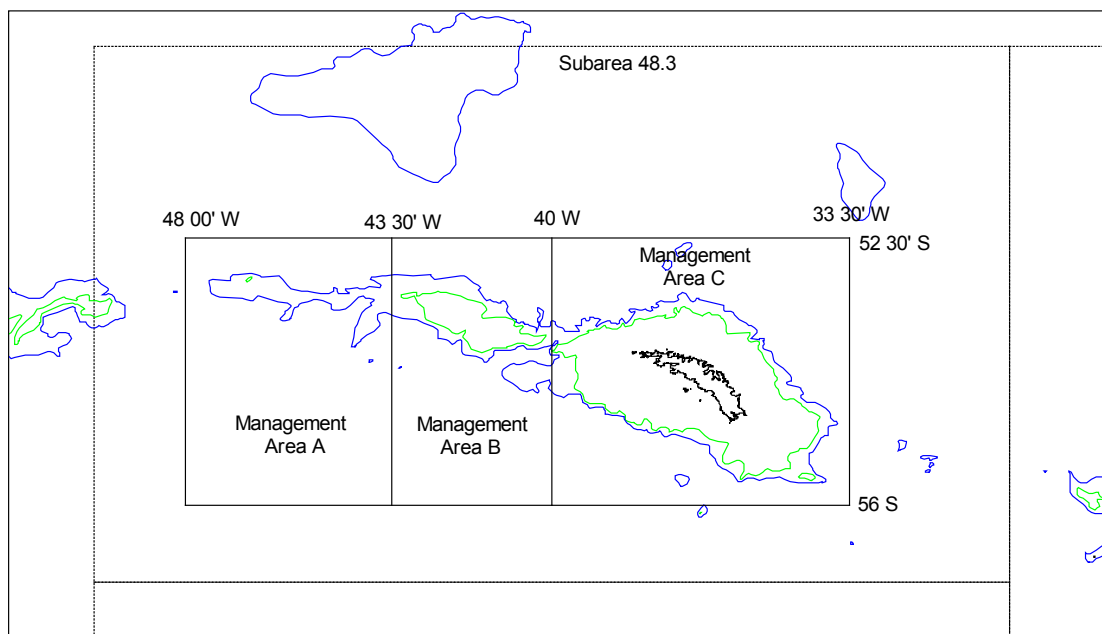 Subarea 48.3
48 00' W
43 30' W
40 W
33 30' W
52 30' S
Management
Area C
Management
Area A
Management
Area B
56 S